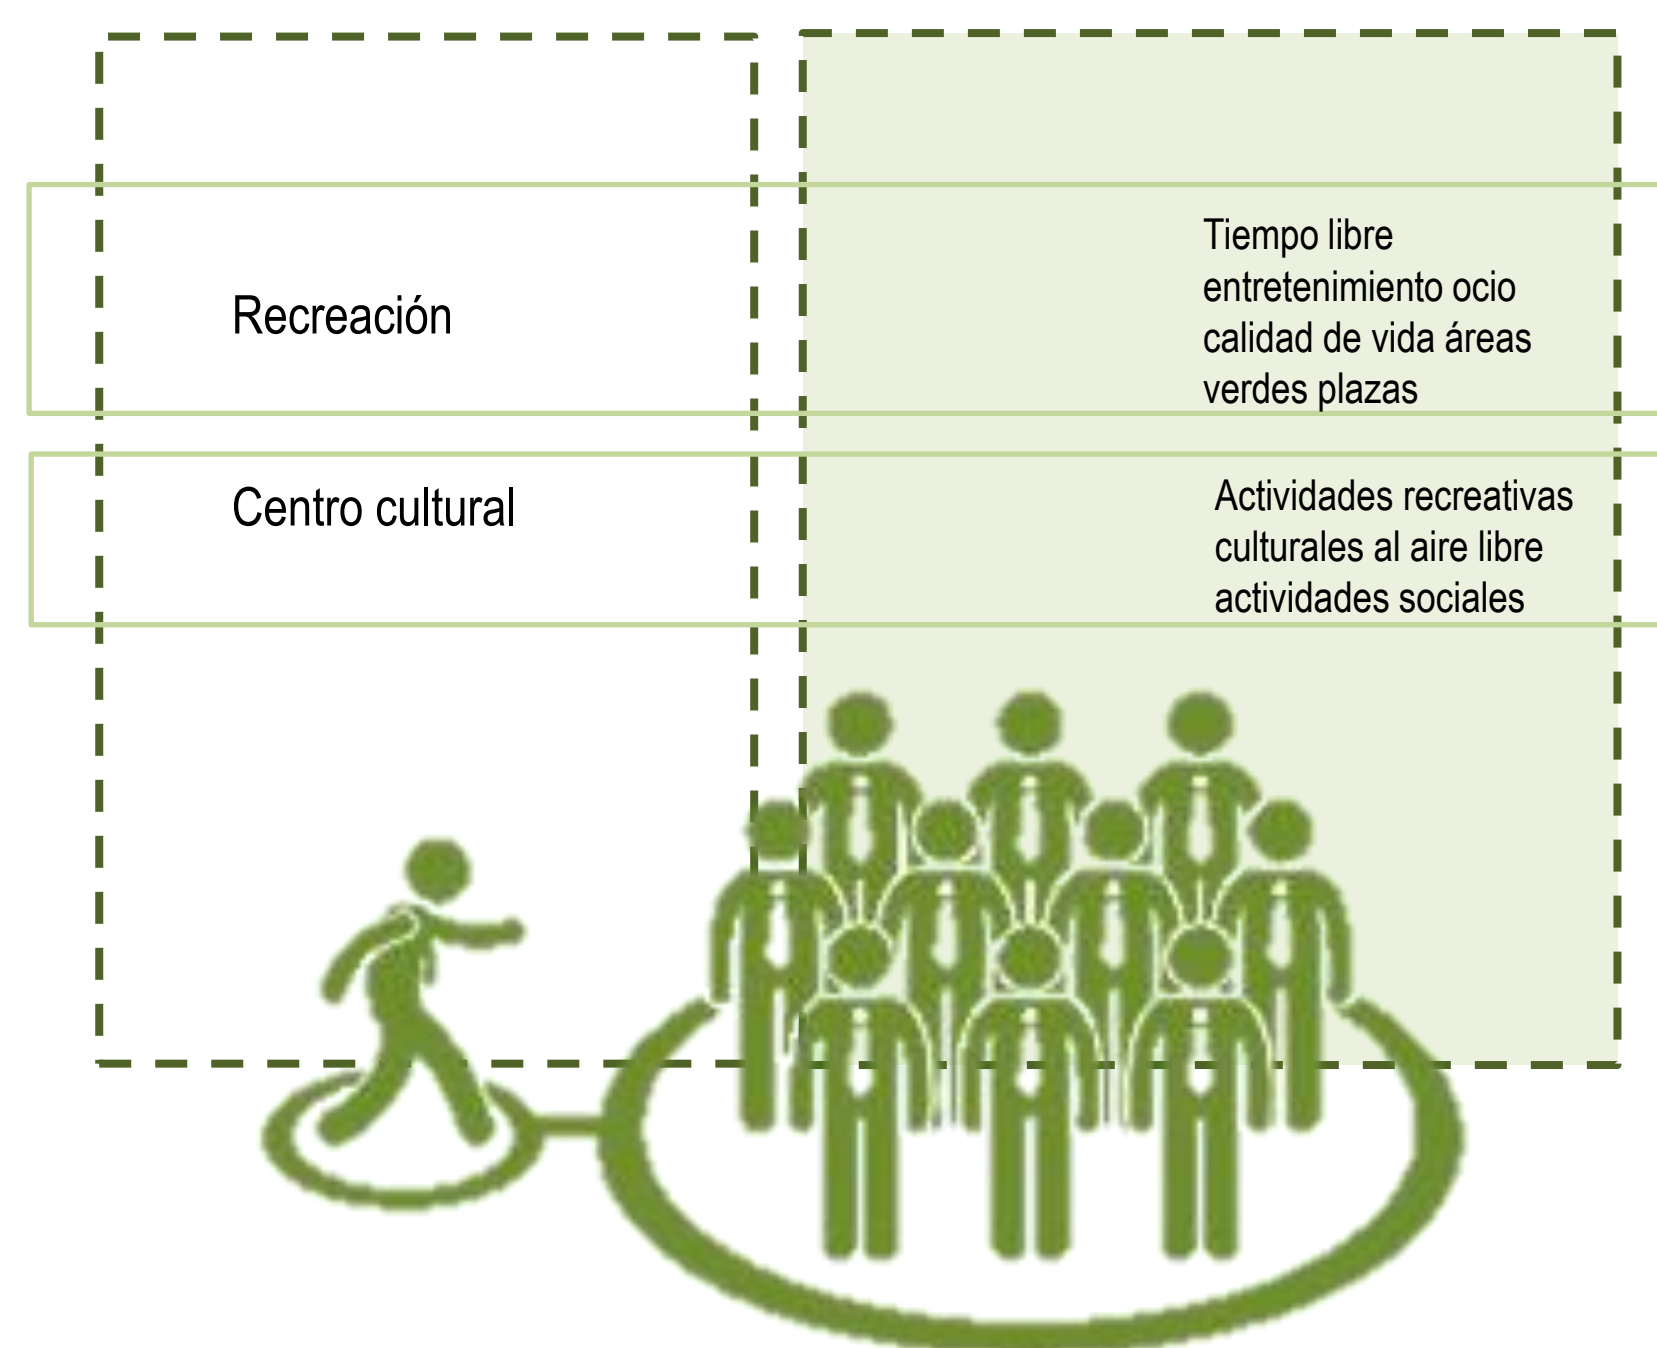 Recreación
Tiempo libre
entretenimiento ocio
calidad de vida áreas
verdes plazas
Centro cultural
Actividades recreativas
culturales al aire libre
actividades sociales